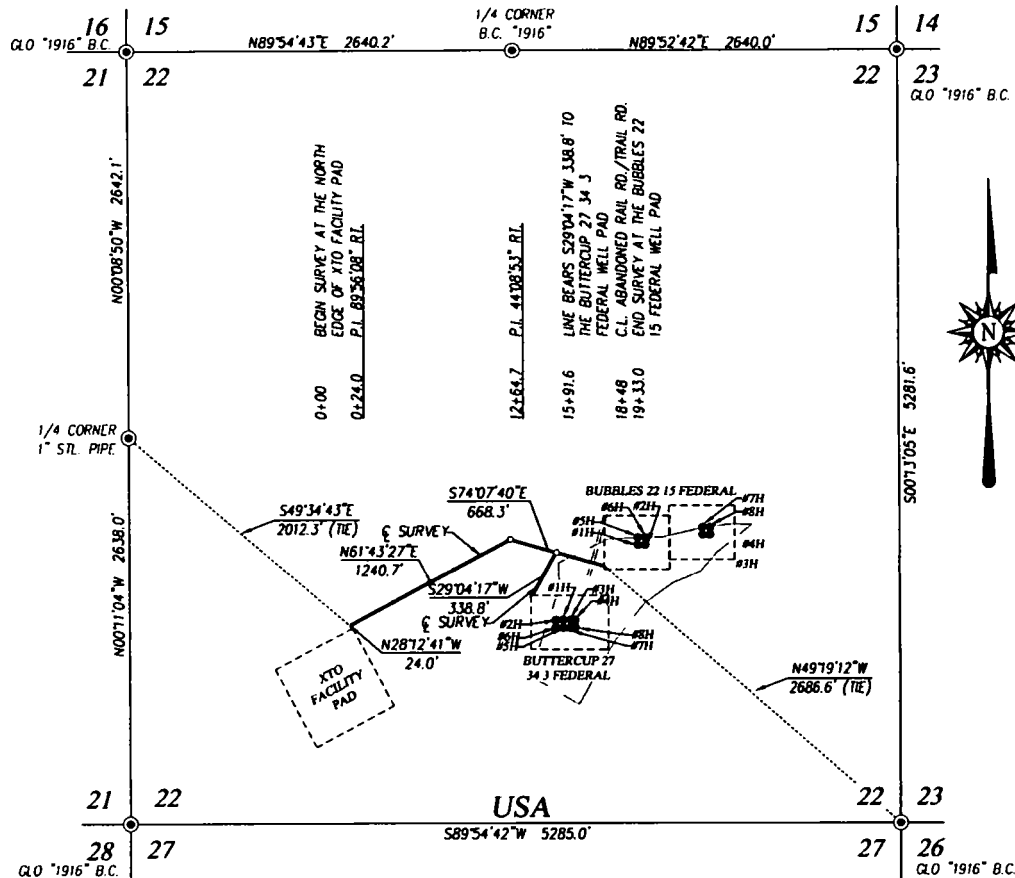 1/4 CORNER
B.C. "1916"
16 15
15 14
GLO "1916" B.C.
N89°54'43"E 2640.2'
N89°52'42"E 2640.0'
21 22
22 23
GLO "1916" B.C.
N00°08'50"W 2642.1'
0+00 BEGIN SURVEY AT THE NORTH
EDGE OF XTO FACILITY PAD
0+24.0 P.I. 89°56'08" RT.
12+64.7 P.I. 44°08'53" RT.
15+91.6 LINE BEARS S29°04'17"W 338.8' TO
THE BUTTERCUP 27 34 3
FEDERAL WELL PAD
18+48 C.L. ABANDONED RAIL RD./TRAIL RD.
19+33.0 END SURVEY AT THE BUBBLES 22
15 FEDERAL WELL PAD
N
S00°13'05"E 5281.6'
1/4 CORNER
1" STL. PIPE
S49°34'43"E
2012.3' (TIE)
S74°07'40"E
668.3'
BUBBLES 22 15 FEDERAL
#6H #2H
#7H
#8H
#5H
#1H
#4H
#3H
℄ SURVEY
N61°43'27"E
1240.7'
S29°04'17"W
338.8'
℄ SURVEY
#1H
#3H
#4H
#2H
#6H
#5H
#8H
#7H
N28°12'41"W
24.0'
BUTTERCUP 27
34 3 FEDERAL
XTO
FACILITY
PAD
N00°11'04"W 2638.0'
N49°19'12"W
2686.6' (TIE)
21 22
USA
22 23
S89°54'42"W 5285.0'
28 27
27 26
GLO "1916" B.C.
GLO "1916" B.C.